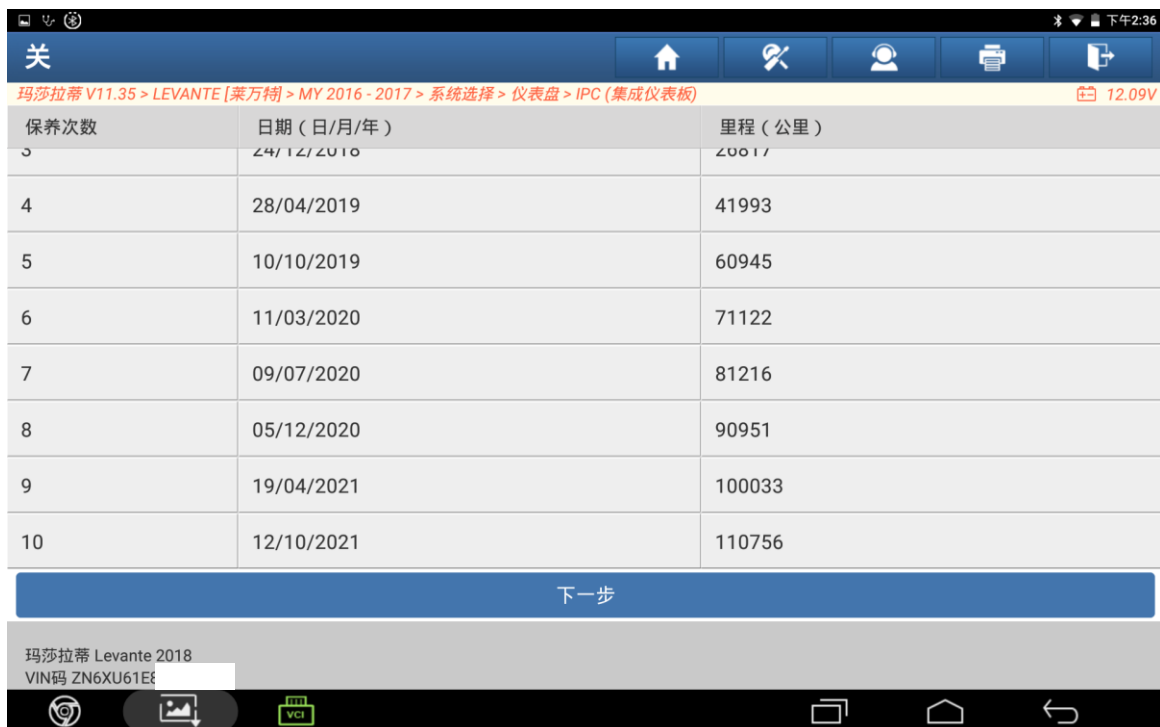 下午2:36
关
玛莎拉蒂 V11.35 > LEVANTE [莱万特] > MY 2016 - 2017 > 系统选择 > 仪表盘 > IPC (集成仪表板) 12.09V
保养次数 日期（日/月/年） 里程（公里）
3 24/12/2018 26817
4 28/04/2019 41993
5 10/10/2019 60945
6 11/03/2020 71122
7 09/07/2020 81216
8 05/12/2020 90951
9 19/04/2021 100033
10 12/10/2021 110756
下一步
玛莎拉蒂 Levante 2018
VIN码 ZN6XU61E8
VCI